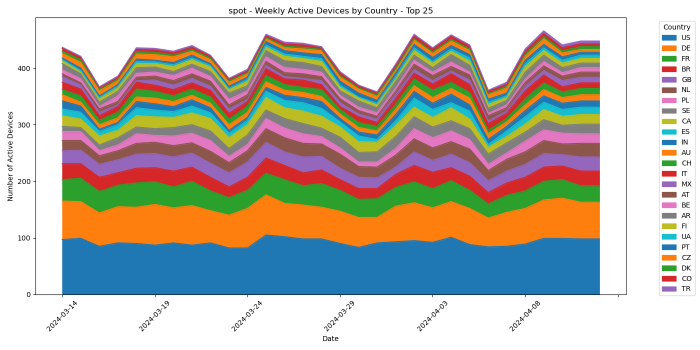 spot - Weekly Active Devices by Country - Top 25
Number of Active Devices
400
300
200
100
0
2024-03-14
2024-03-19
2024-03-24
2024-03-29
2024-04-03
2024-04-08
Date
Country
US
DE
FR
BR
GB
NL
PL
SE
CA
ES
IN
AU
CH
IT
MX
AT
BE
AR
FI
UA
PT
CZ
DK
CO
TR